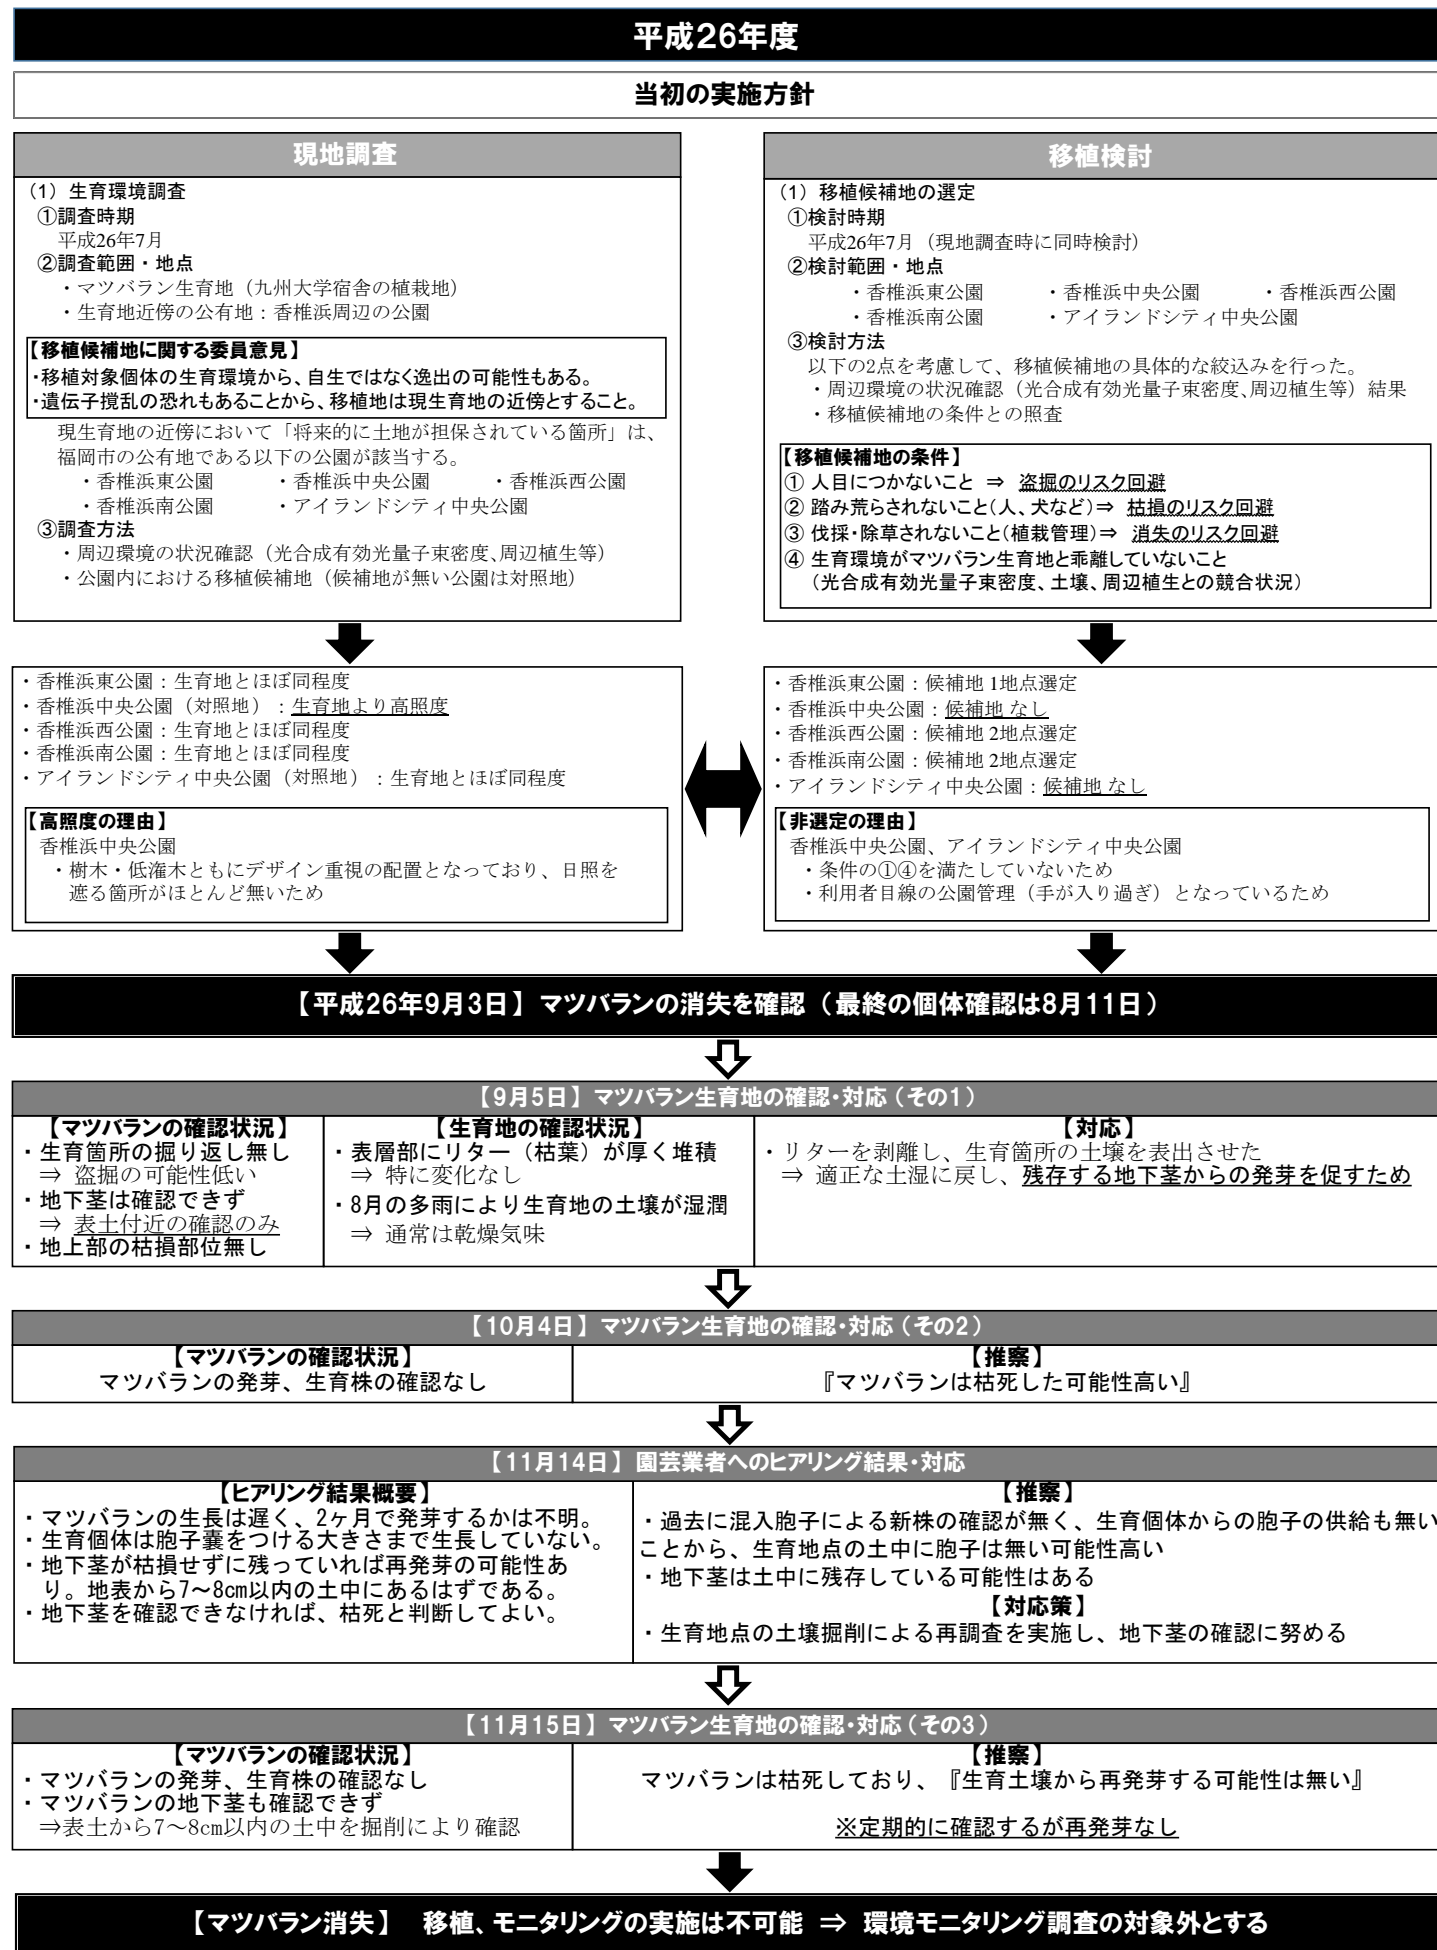 平成26年度
当初の実施方針
現地調査
(1) 生育環境調査
①調査時期
平成26年7月
②調査範囲・地点
・マツバラン生育地（九州大学宿舎の植栽地）
・生育地近傍の公有地：香椎浜周辺の公園
【移植候補地に関する委員意見】
・移植対象個体の生育環境から、自生ではなく逸出の可能性もある。
・遺伝子撹乱の恐れもあることから、移植地は現生育地の近傍とすること。
現生育地の近傍において「将来的に土地が担保されている箇所」は、
福岡市の公有地である以下の公園が該当する。
・香椎浜東公園　・香椎浜中央公園　・香椎浜西公園
・香椎浜南公園　・アイランドシティ中央公園
③調査方法
・周辺環境の状況確認（光合成有効光量子束密度、周辺植生等）
・公園内における移植候補地（候補地が無い公園は対照地）
移植検討
(1) 移植候補地の選定
①検討時期
平成26年7月（現地調査時に同時検討）
②検討範囲・地点
・香椎浜東公園　・香椎浜中央公園　・香椎浜西公園
・香椎浜南公園　・アイランドシティ中央公園
③検討方法
以下の2点を考慮して、移植候補地の具体的な絞込みを行った。
・周辺環境の状況確認（光合成有効光量子束密度、周辺植生等）結果
・移植候補地の条件との照査
【移植候補地の条件】
① 人目につかないこと ⇒ 盗掘のリスク回避
② 踏み荒らされないこと（人、犬など）⇒ 枯損のリスク回避
③ 伐採・除草されないこと（植栽管理）⇒ 消失のリスク回避
④ 生育環境がマツバラン生育地と乖離していないこと
（光合成有効光量子束密度、土壌、周辺植生との競合状況）
・香椎浜東公園：生育地とほぼ同程度
・香椎浜中央公園（対照地）：生育地より高照度
・香椎浜西公園：生育地とほぼ同程度
・香椎浜南公園：生育地とほぼ同程度
・アイランドシティ中央公園（対照地）：生育地とほぼ同程度
【高照度の理由】
香椎浜中央公園
・樹木・低潅木ともにデザイン重視の配置となっており、日照を
遮る箇所がほとんど無いため
・香椎浜東公園：候補地 1地点選定
・香椎浜中央公園：候補地 なし
・香椎浜西公園：候補地 2地点選定
・香椎浜南公園：候補地 2地点選定
・アイランドシティ中央公園：候補地 なし
【非選定の理由】
香椎浜中央公園、アイランドシティ中央公園
・条件の①④を満たしていないため
・利用者目線の公園管理（手が入り過ぎ）となっているため
【平成26年9月3日】マツバランの消失を確認（最終の個体確認は8月11日）
【9月5日】マツバラン生育地の確認・対応（その1）
【マツバランの確認状況】
・生育箇所の掘り返し無し
⇒ 盗掘の可能性低い
・地下茎は確認できず
⇒ 表土付近の確認のみ
・地上部の枯損部位無し
【生育地の確認状況】
・表層部にリター（枯葉）が厚く堆積
⇒ 特に変化なし
・8月の多雨により生育地の土壌が湿潤
⇒ 通常は乾燥気味
【対応】
・リターを剥離し、生育箇所の土壌を表出させた
⇒ 適正な土湿に戻し、残存する地下茎からの発芽を促すため
【10月4日】マツバラン生育地の確認・対応（その2）
【マツバランの確認状況】
マツバランの発芽、生育株の確認なし
【推察】
『マツバランは枯死した可能性高い』
【11月14日】園芸業者へのヒアリング結果・対応
【ヒアリング結果概要】
・マツバランの生長は遅く、2ヶ月で発芽するかは不明。
・生育個体は胞子嚢をつける大きさまで生長していない。
・地下茎が枯損せずに残っていれば再発芽の可能性あ
り。地表から7～8cm以内の土中にあるはずである。
・地下茎を確認できなければ、枯死と判断してよい。
【推察】
・過去に混入胞子による新株の確認が無く、生育個体からの胞子の供給も無い
ことから、生育地点の土中に胞子は無い可能性高い
・地下茎は土中に残存している可能性はある
【対応策】
・生育地点の土壌掘削による再調査を実施し、地下茎の確認に努める
【11月15日】マツバラン生育地の確認・対応（その3）
【マツバランの確認状況】
・マツバランの発芽、生育株の確認なし
・マツバランの地下茎も確認できず
⇒表土から7～8cm以内の土中を掘削により確認
【推察】
マツバランは枯死しており、『生育土壌から再発芽する可能性は無い』
※定期的に確認するが再発芽なし
【マツバラン消失】　移植、モニタリングの実施は不可能 ⇒ 環境モニタリング調査の対象外とする